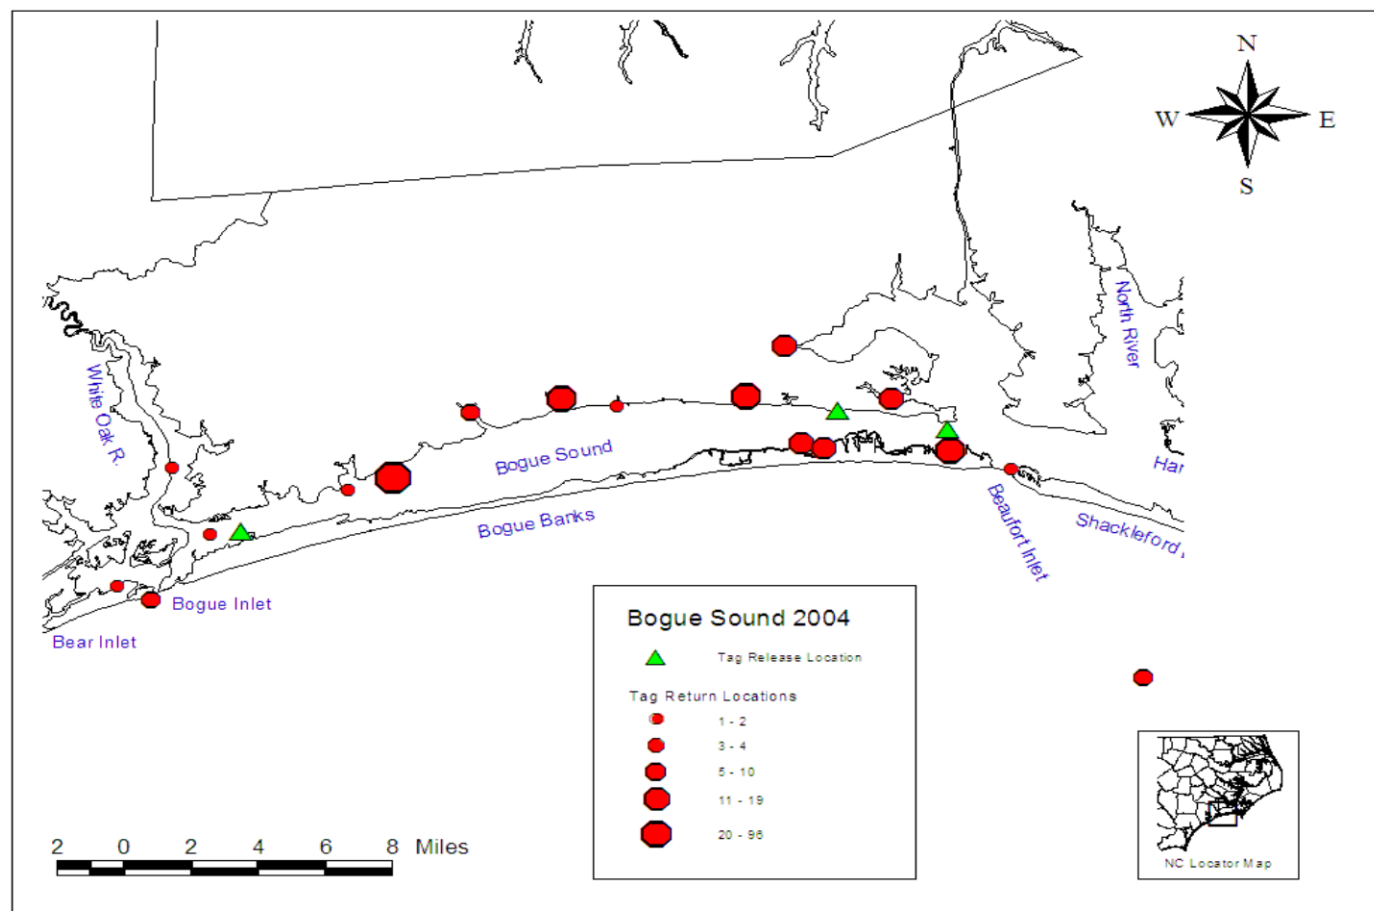 N
W E
S
North River
White Oak R.
Bogue Sound
Har
Bogue Banks
Beaufort Inlet
Shackleford
Bogue Inlet
Bear Inlet
Bogue Sound 2004
Tag Release Location
Tag Return Locations
1 - 2
3 - 4
5 - 10
11 - 19
20 - 96
2 0 2 4 6 8 Miles
NC Locator Map